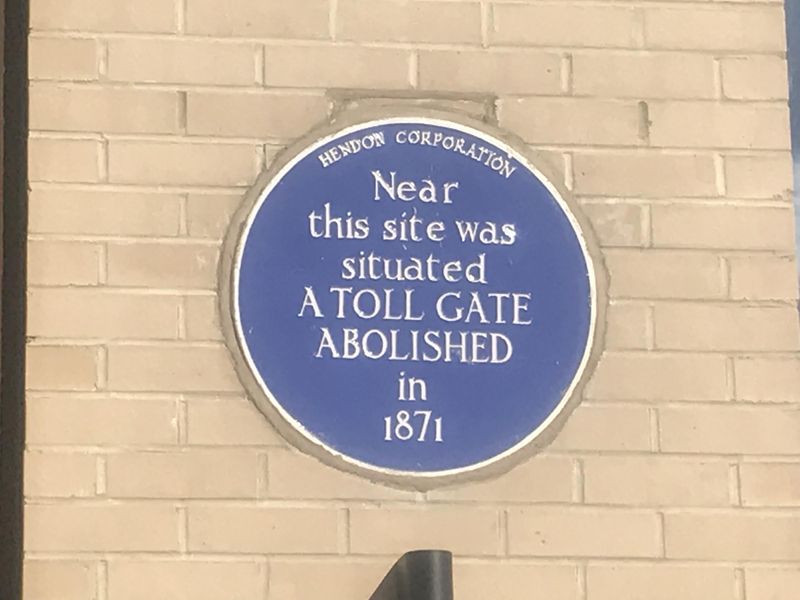 HENDON CORPORATION
Near
this site was
situated
A TOLL GATE
ABOLISHED
in
1871